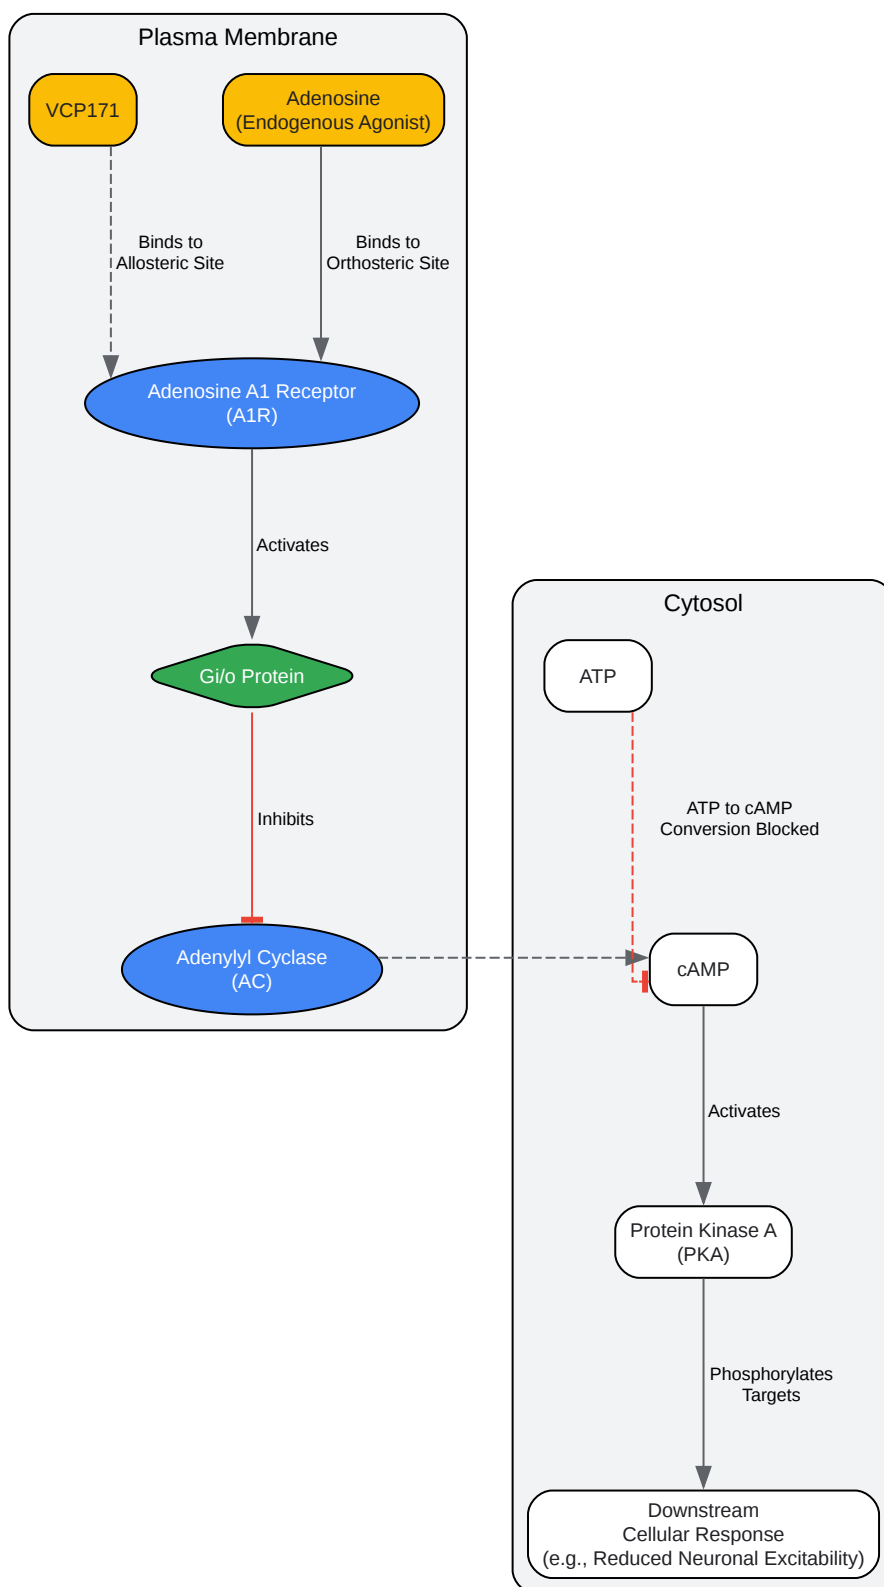 Plasma Membrane
VCP171
Adenosine
(Endogenous Agonist)
Binds to
Allosteric Site
Binds to
Orthosteric Site
Adenosine A1 Receptor
(A1R)
Activates
Gi/o Protein
Inhibits
Adenylyl Cyclase
(AC)
Cytosol
ATP
ATP to cAMP
Conversion Blocked
cAMP
Activates
Protein Kinase A
(PKA)
Phosphorylates
Targets
Downstream
Cellular Response
(e.g., Reduced Neuronal Excitability)